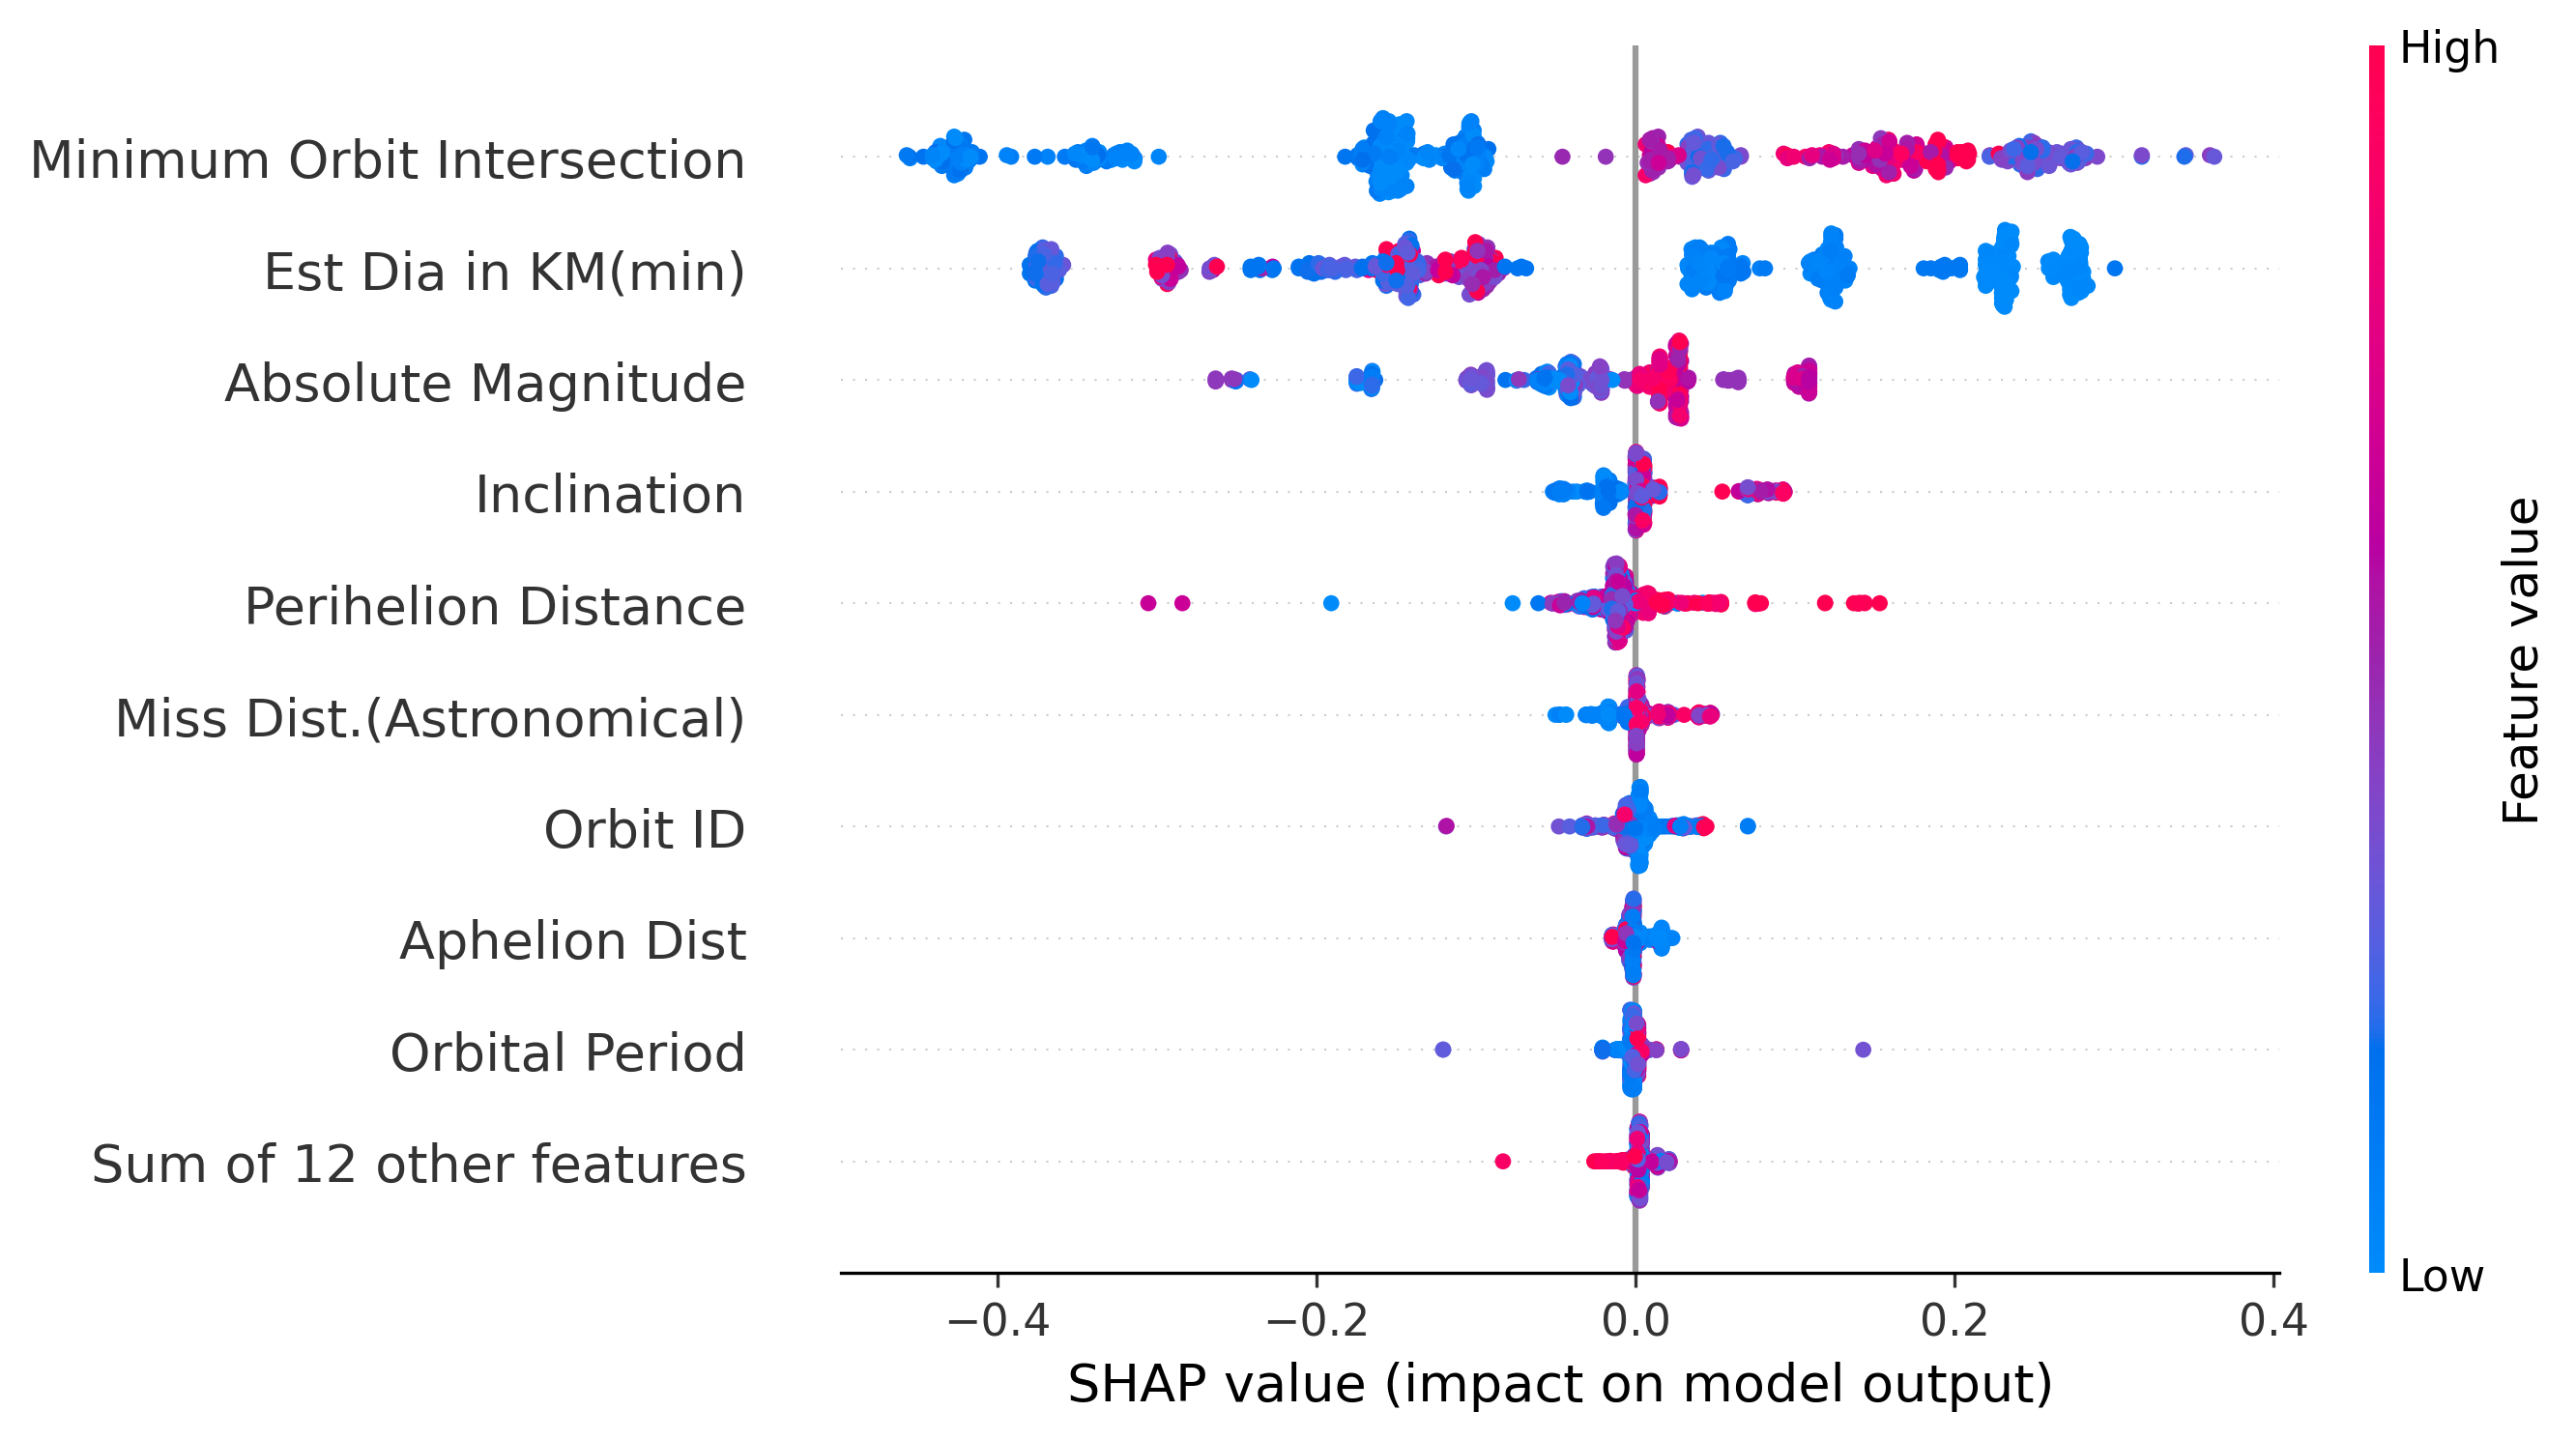 High
Minimum Orbit Intersection
Est Dia in KM(min)
Absolute Magnitude
Inclination
Perihelion Distance
Miss Dist.(Astronomical)
Orbit ID
Aphelion Dist
Orbital Period
Sum of 12 other features
Feature value
Low
−0.4 −0.2 0.0 0.2 0.4
SHAP value (impact on model output)